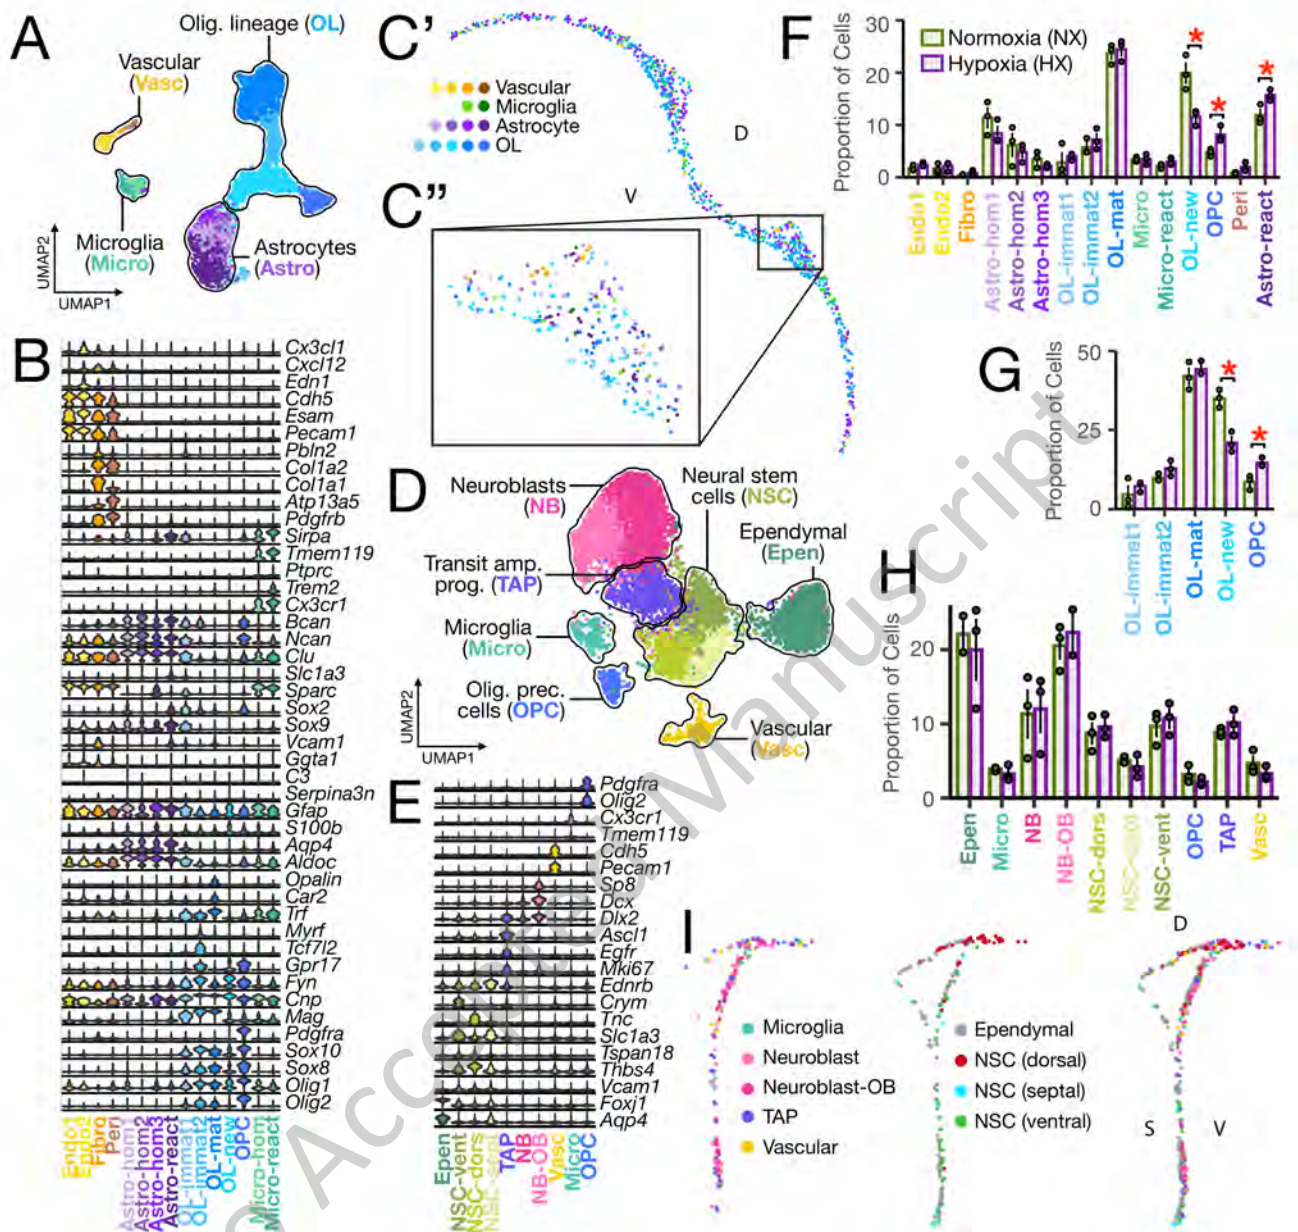 A
Olig. lineage (OL)
Vascular
(Vasc)
Microglia
(Micro)
Astrocytes
(Astro)
UMAP2
UMAP1
B
Cx3cl1
Cxcl12
Edn1
Cdh5
Esam
Pecam1
Pbln2
Col1a2
Col1a1
Atp13a5
Pdgfrb
Sirpa
Tmem119
Ptprc
Trem2
Cx3cr1
Bcan
Ncan
Clu
Slc1a3
Sparc
Sox2
Sox9
Vcam1
Ggta1
C3
Serpina3n
Gfap
S100b
Aqp4
Aldoc
Opalin
Car2
Trf
Myrf
Tcf7l2
Gpr17
Fyn
Cnp
Mag
Pdgfra
Sox10
Sox8
Olig1
Olig2
Endo1
Endo2
Fibro
Peri
Astro-hom1
Astro-hom2
Astro-hom3
Astro-react
OL-immat1
OL-immat2
OL-mat
OL-new
OPC
Micro-hom
Micro-react
C'
Vascular
Microglia
Astrocyte
OL
D
V
C"
D
Neuroblasts
(NB)
Neural stem
cells (NSC)
Ependymal
(Epen)
Transit amp.
prog. (TAP)
Microglia
(Micro)
Olig. prec.
cells (OPC)
Vascular
(Vasc)
UMAP2
UMAP1
E
Pdgfra
Olig2
Cx3cr1
Tmem119
Cdh5
Pecam1
Sp8
Dcx
Dlx2
Ascl1
Egfr
Mki67
Ednrb
Crym
Tnc
Slc1a3
Tspan18
Thbs4
Vcam1
Foxj1
Aqp4
Epen
NSC-vent
NSC-dors
TAP
NB
NB-OB
Vasc
Micro
OPC
F
Proportion of Cells
30
20
10
0
Normoxia (NX)
Hypoxia (HX)
*
*
*
Endo1
Endo2
Fibro
Astro-hom1
Astro-hom2
Astro-hom3
OL-immat1
OL-immat2
OL-mat
Micro
Micro-react
OL-new
OPC
Peri
Astro-react
G
Proportion of Cells
50
25
0
*
*
OL-immat1
OL-immat2
OL-mat
OL-new
OPC
H
Proportion of Cells
20
10
0
Epen
Micro
NB
NB-OB
NSC-dors
NSC-vent
OPC
TAP
Vasc
I
Microglia
Neuroblast
Neuroblast-OB
TAP
Vascular
Ependymal
NSC (dorsal)
NSC (septal)
NSC (ventral)
D
S
V
Accepted Manuscript